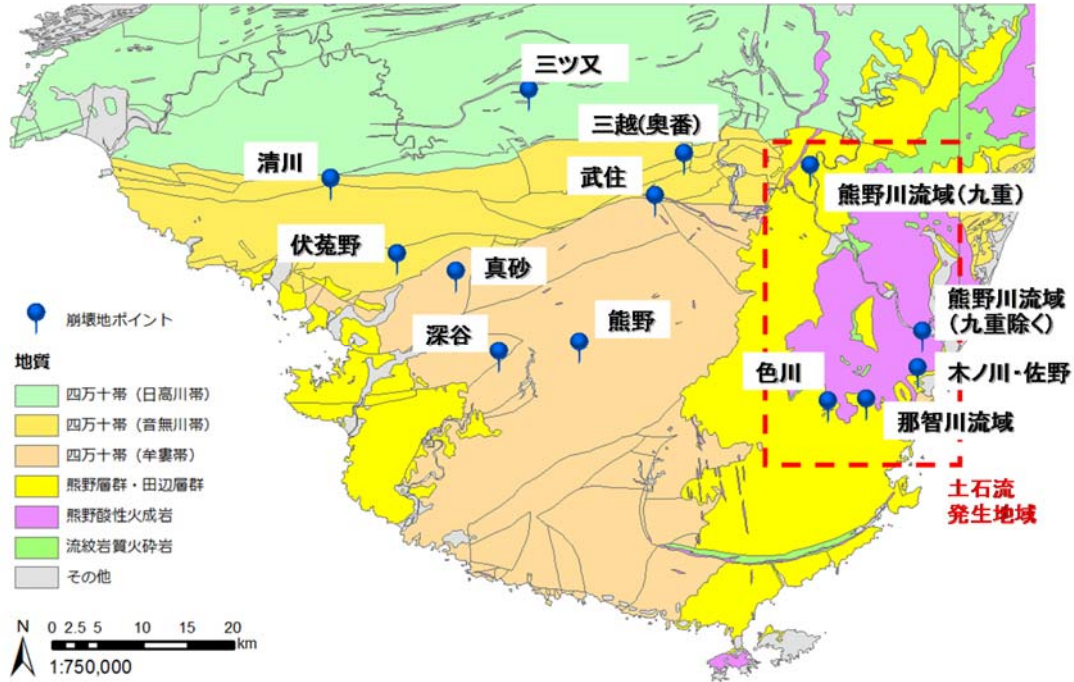 三ツ又
三越(奥番)
清川
武住
熊野川流域(九重)
伏菟野
真砂
熊野川流域
(九重除く)
深谷
熊野
色川
木ノ川・佐野
那智川流域
土石流
発生地域
崩壊地ポイント
地質
四万十帯(日高川帯)
四万十帯(音無川帯)
四万十帯(牟婁帯)
熊野層群・田辺層群
熊野酸性火成岩
流紋岩質火砕岩
その他
N
0 2.5 5 10 15 20
km
1:750,000